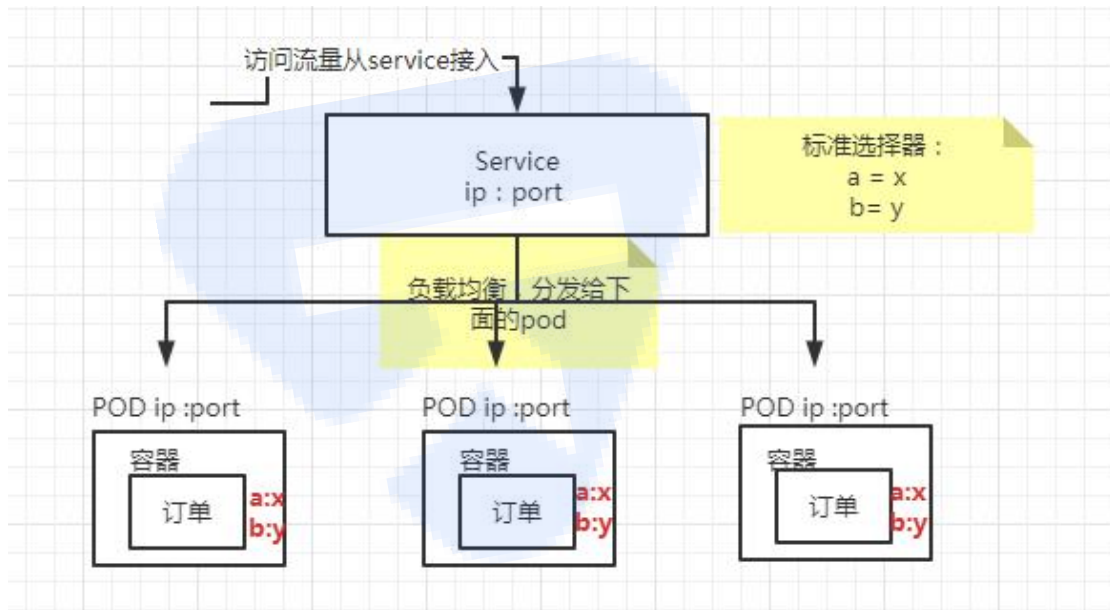 访问流量从service接入
Service
ip : port
标准选择器：
a = x
b= y
负载均衡，分发给下
面的pod
POD ip :port
POD ip :port
POD ip :port
容器
订单
a:x
b:y
容器
订单
a:x
b:y
容器
订单
a:x
b:y